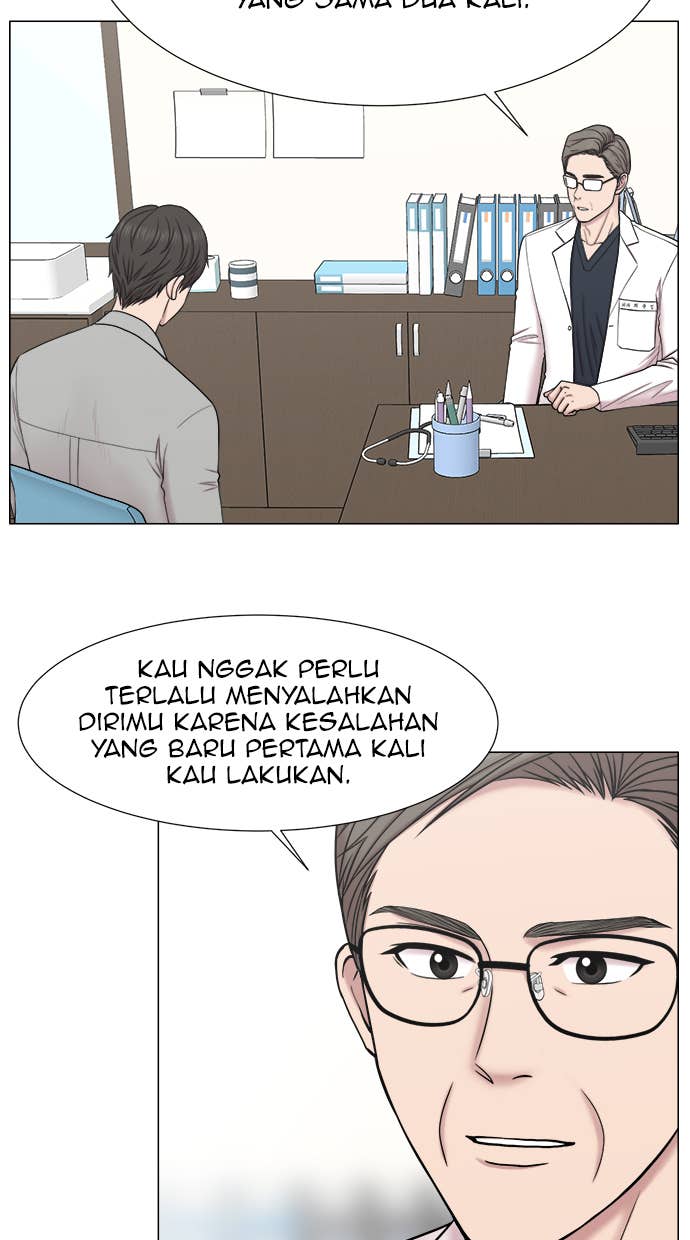 YANG SAMA DUA KALI.
KAU NGGAK PERLU
TERLALU MENYALAHKAN
DIRIMU KARENA KESALAHAN
YANG BARU PERTAMA KALI
KAU LAKUKAN.